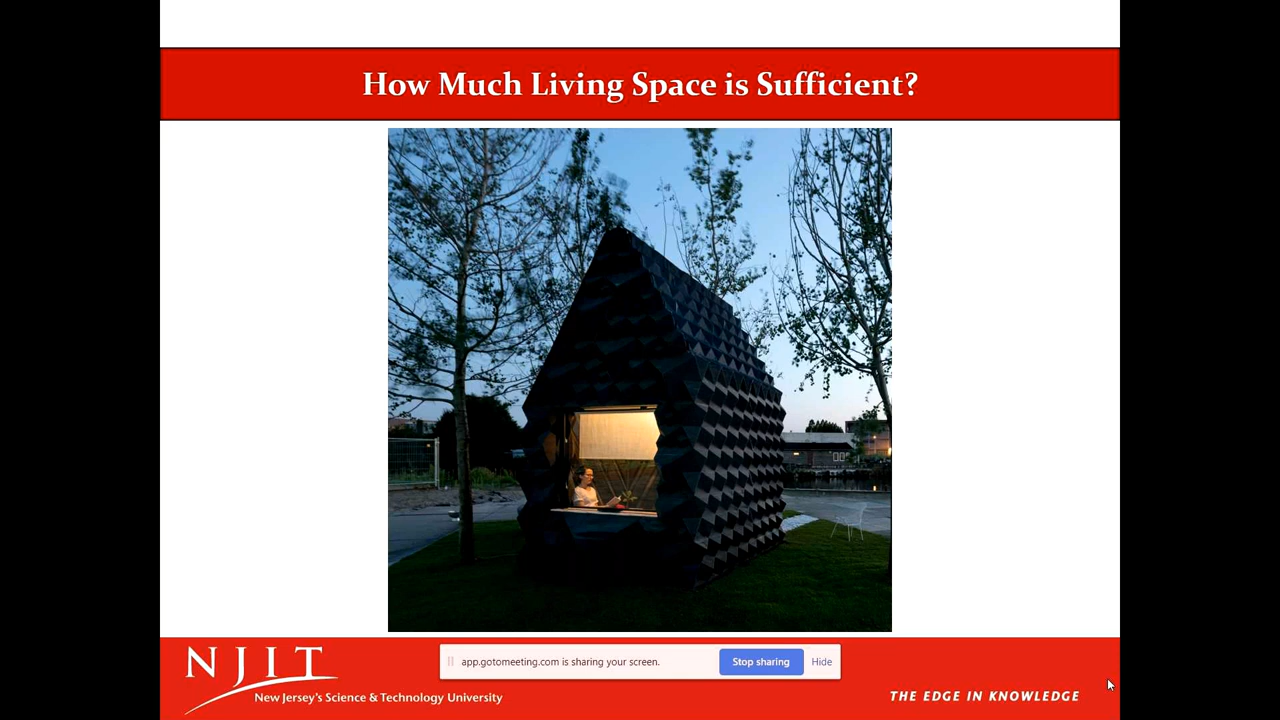 How Much Living Space is Sufficient?
app.gotomeeting.com is sharing your screen.
Stop sharing
Hide
NJIT
New Jersey's Science & Technology University
THE EDGE IN KNOWLEDGE